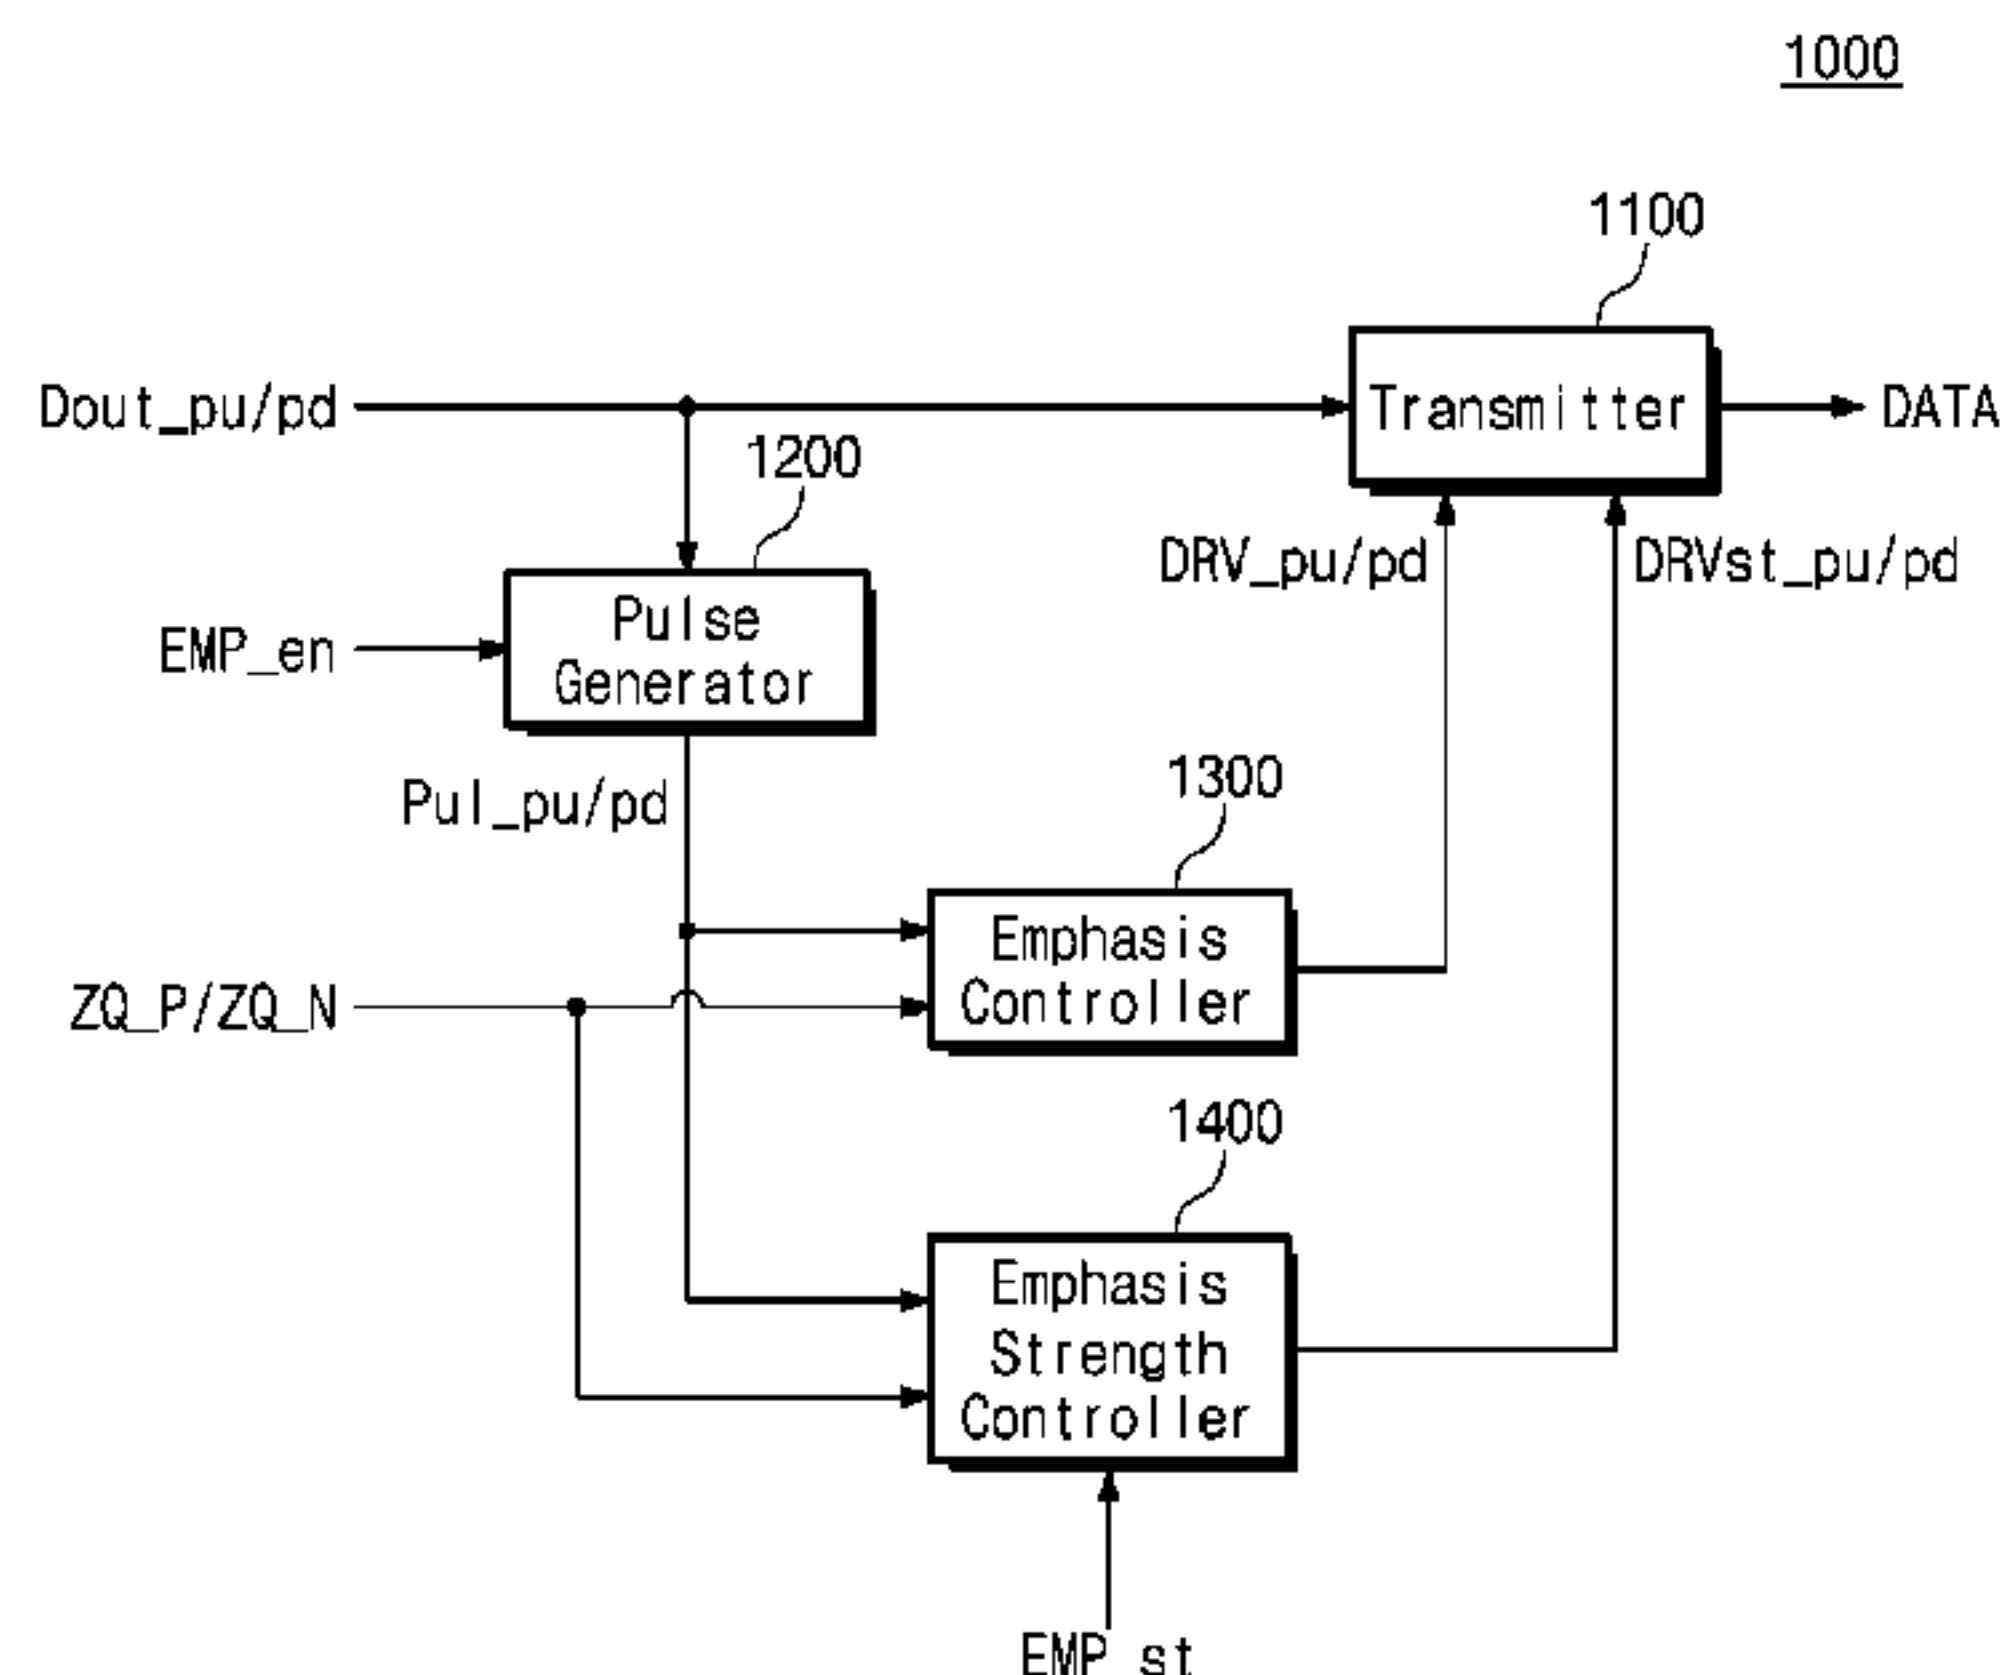 1000
1100
Dout_pu/pd
Transmitter
DATA
1200
DRV_pu/pd
DRVst_pu/pd
Pulse
Generator
EMP_en
Pul_pu/pd
1300
Emphasis
Controller
ZQ_P/ZQ_N
1400
Emphasis
Strength
Controller
EMP_st